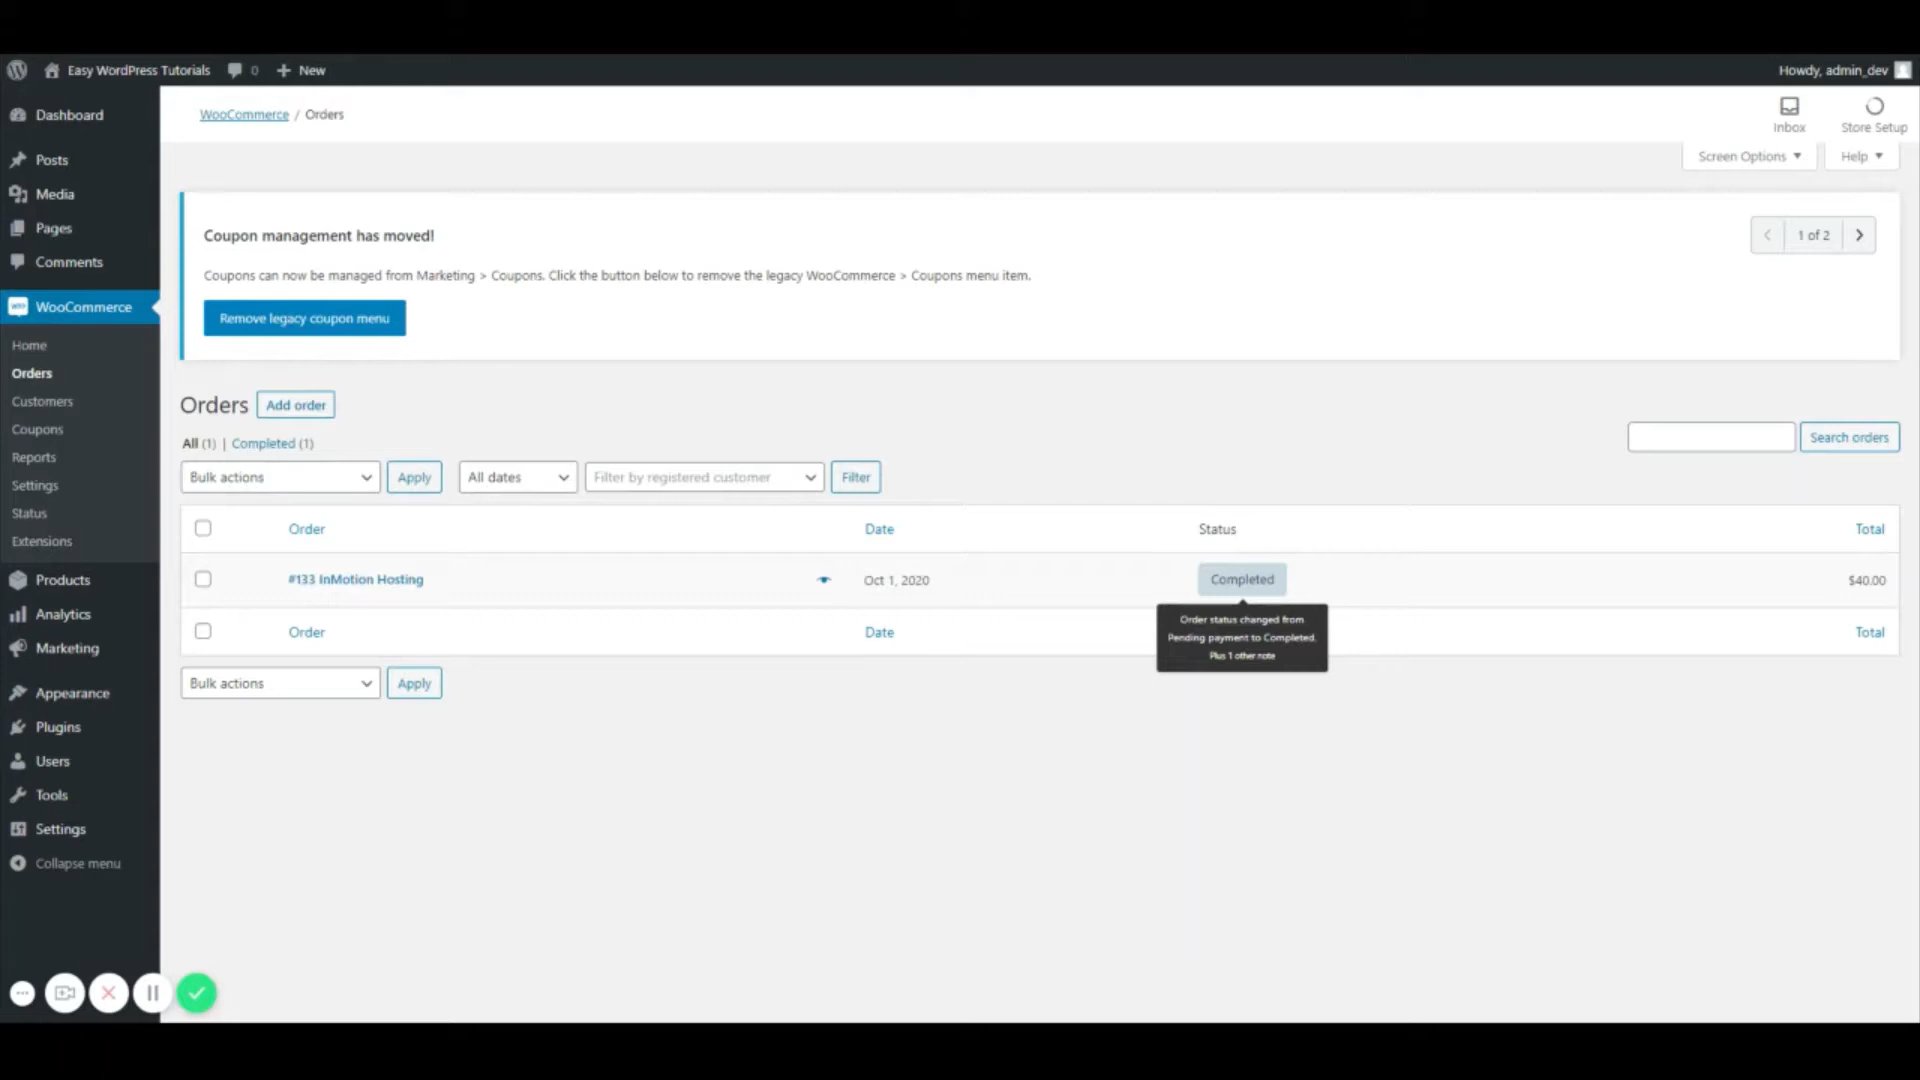 Easy WordPress Tutorials 0 New Howdy, admin_dev
Dashboard
Posts
Media
Pages
Comments
WooCommerce
Home
Orders
Customers
Coupons
Reports
Settings
Status
Extensions
Products
Analytics
Marketing
Appearance
Plugins
Users
Tools
Settings
Collapse menu
WooCommerce / Orders
Inbox
Store Setup
Screen Options
Help
Coupon management has moved!
1 of 2
Coupons can now be managed from Marketing > Coupons. Click the button below to remove the legacy WooCommerce > Coupons menu item.
Remove legacy coupon menu
Orders Add order
All (1) | Completed (1)
Search orders
Bulk actions Apply All dates Filter by registered customer Filter
Order Date Status Total
#133 InMotion Hosting Oct 1, 2020 Completed $40.00
Order status changed from
Pending payment to Completed.
Plus 1 other note
Order Date Total
Bulk actions Apply